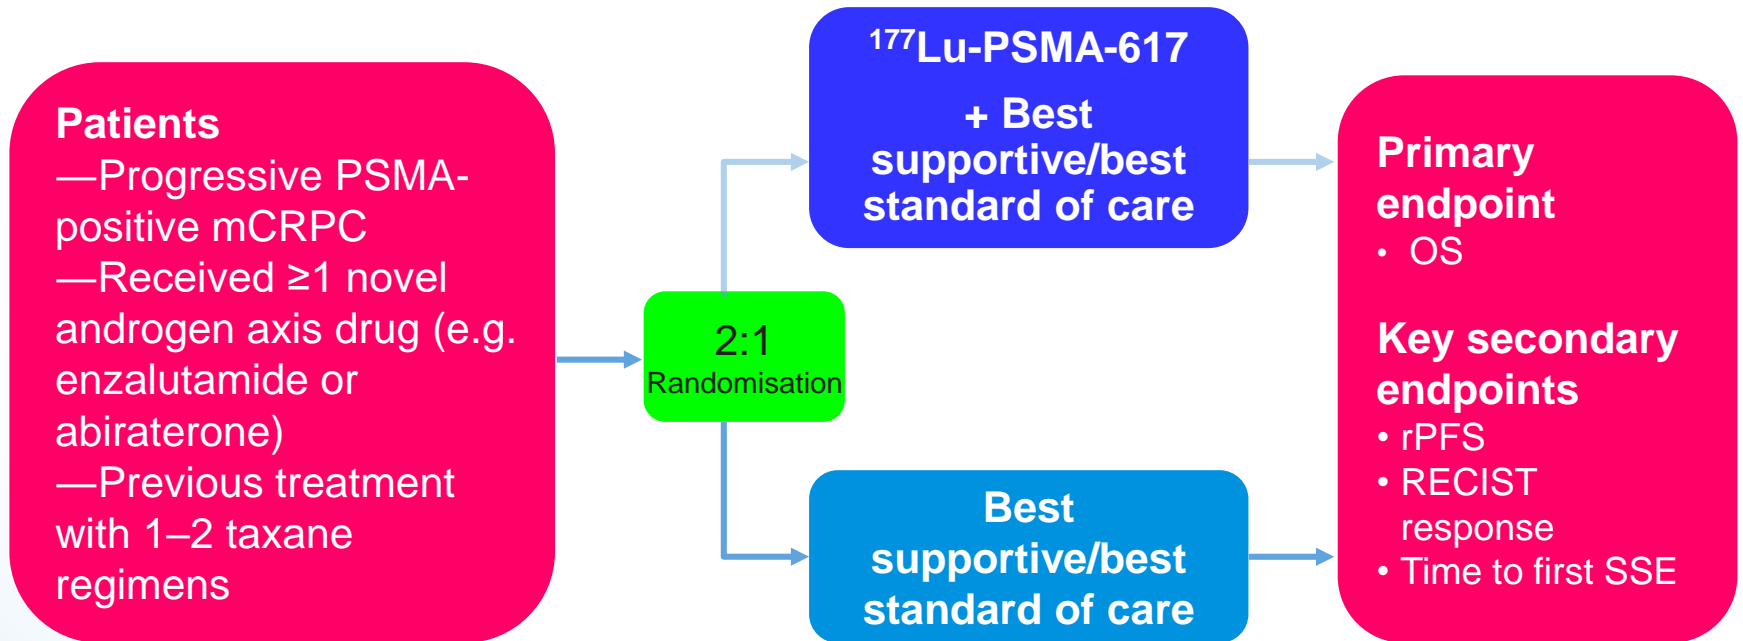 Patients
—Progressive PSMA-
positive mCRPC
—Received ≥1 novel
androgen axis drug (e.g.
enzalutamide or
abiraterone)
—Previous treatment
with 1–2 taxane
regimens
2:1
Randomisation
¹⁷⁷Lu-PSMA-617
+ Best
supportive/best
standard of care
Best
supportive/best
standard of care
Primary
endpoint
• OS
Key secondary
endpoints
• rPFS
• RECIST
response
• Time to first SSE